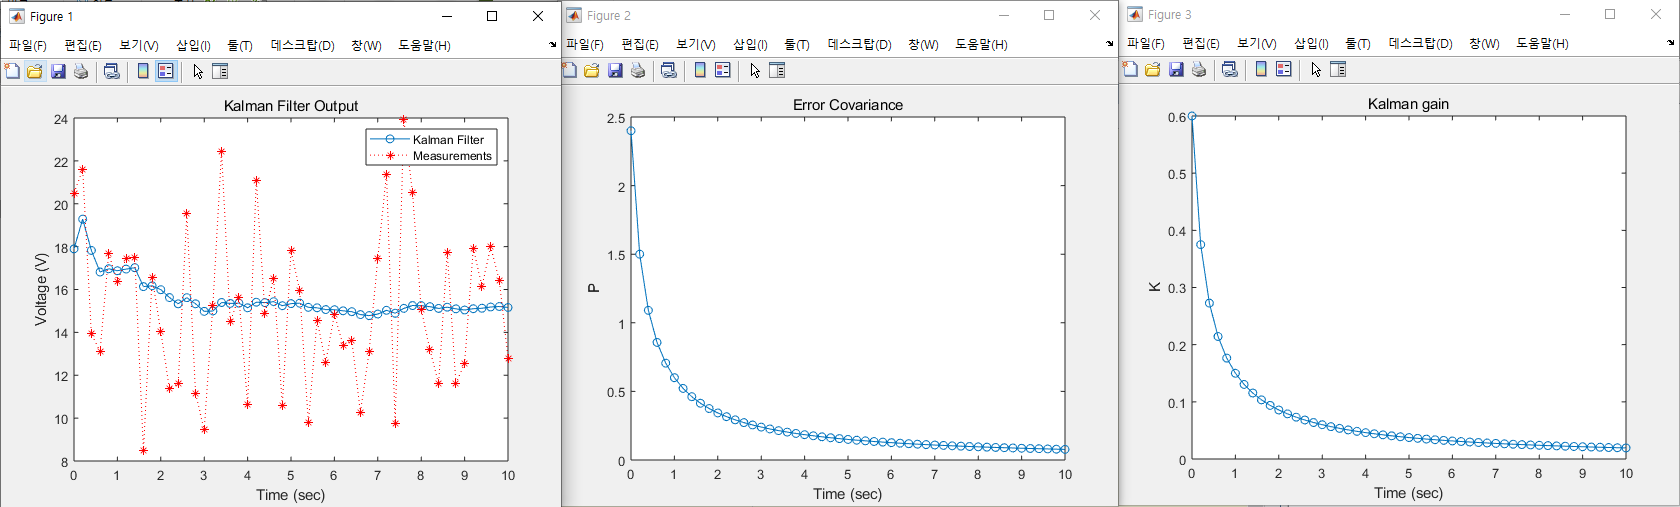 Figure 1
파일(F) 편집(E) 보기(V) 삽입(I) 툴(T) 데스크탑(D) 창(W) 도움말(H)
Kalman Filter Output
Kalman Filter
Measurements
24
22
20
18
16
14
12
10
8
Voltage (V)
0 1 2 3 4 5 6 7 8 9 10
Time (sec)
Figure 2
파일(F) 편집(E) 보기(V) 삽입(I) 툴(T) 데스크탑(D) 창(W) 도움말(H)
Error Covariance
2.5
2
1.5
1
0.5
0
P
0 1 2 3 4 5 6 7 8 9 10
Time (sec)
Figure 3
파일(F) 편집(E) 보기(V) 삽입(I) 툴(T) 데스크탑(D) 창(W) 도움말(H)
Kalman gain
0.6
0.5
0.4
0.3
0.2
0.1
0
K
0 1 2 3 4 5 6 7 8 9 10
Time (sec)